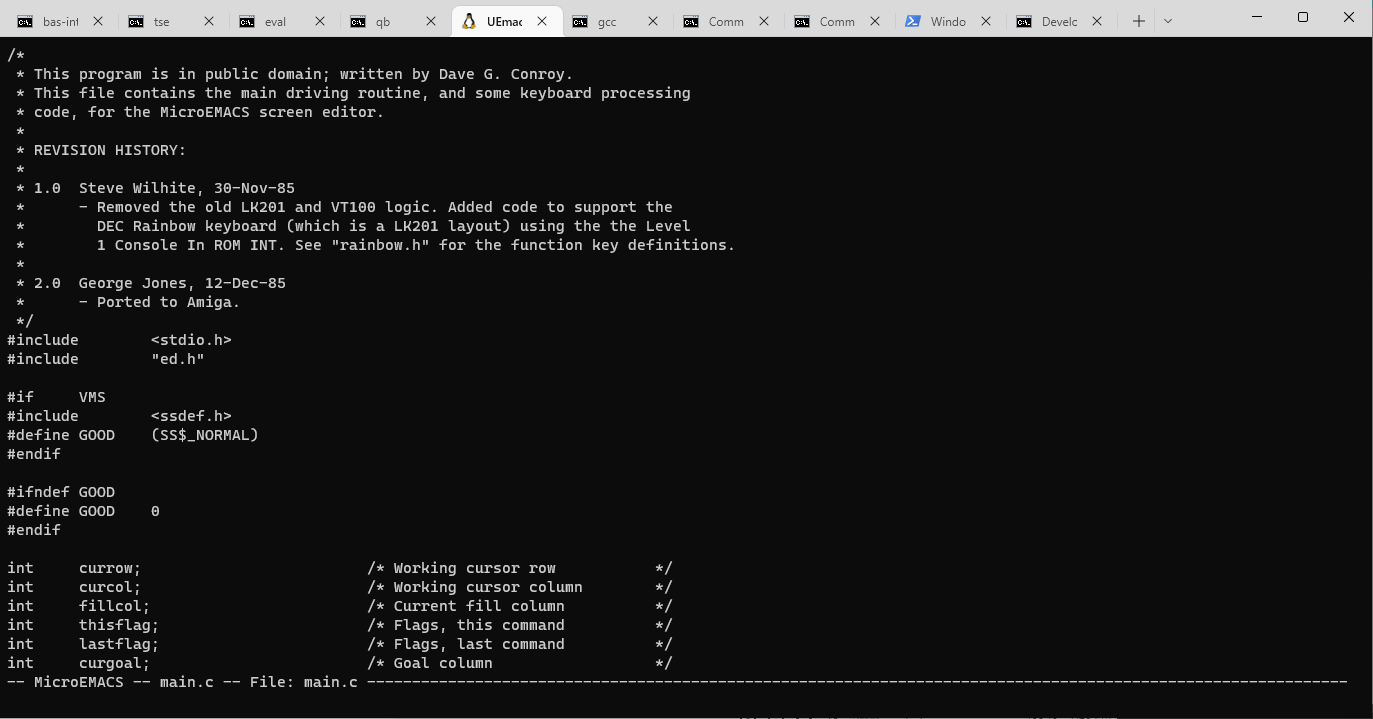 bas-int tse eval qb UEmac gcc Comm Comm Windo Develc
/*
 * This program is in public domain; written by Dave G. Conroy.
 * This file contains the main driving routine, and some keyboard processing
 * code, for the MicroEMACS screen editor.
 *
 * REVISION HISTORY:
 *
 * 1.0  Steve Wilhite, 30-Nov-85
 *      - Removed the old LK201 and VT100 logic. Added code to support the
 *        DEC Rainbow keyboard (which is a LK201 layout) using the the Level
 *        1 Console In ROM INT. See "rainbow.h" for the function key definitions.
 *
 * 2.0  George Jones, 12-Dec-85
 *      - Ported to Amiga.
 */
#include        <stdio.h>
#include        "ed.h"

#if     VMS
#include        <ssdef.h>
#define GOOD    (SS$_NORMAL)
#endif

#ifndef GOOD
#define GOOD    0
#endif

int     currow;                         /* Working cursor row           */
int     curcol;                         /* Working cursor column        */
int     fillcol;                        /* Current fill column          */
int     thisflag;                       /* Flags, this command          */
int     lastflag;                       /* Flags, last command          */
int     curgoal;                        /* Goal column                  */
-- MicroEMACS -- main.c -- File: main.c -------------------------------------------------------------------------------------------------------------